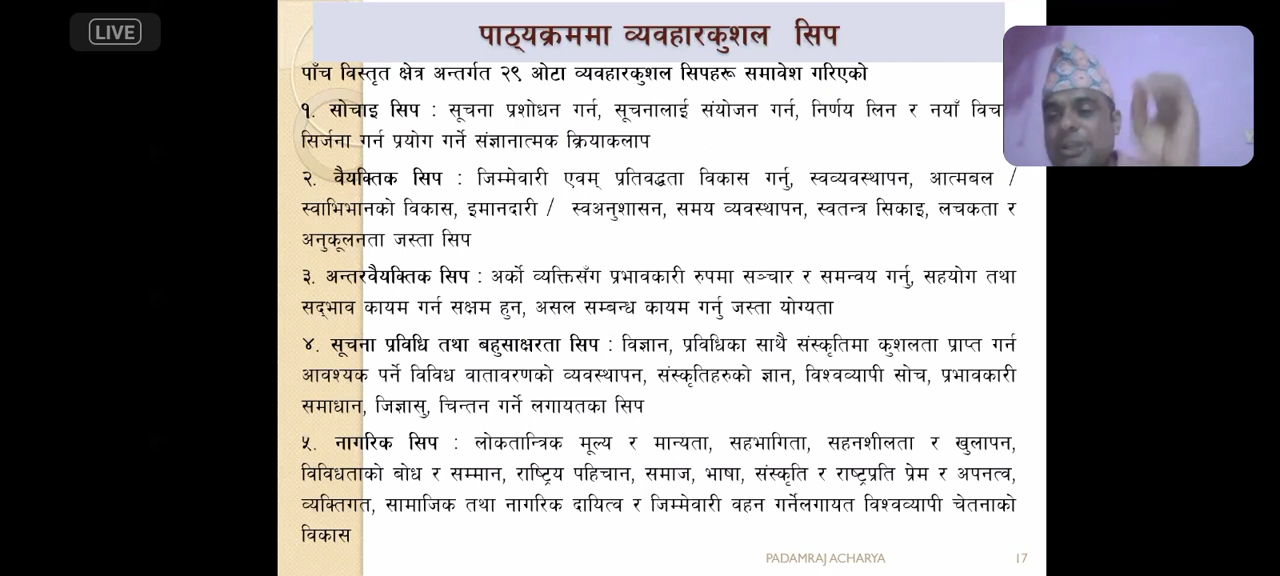 LIVE
पाठ्यक्रममा व्यवहारकुशल सिप
पाँच विस्तृत क्षेत्र अन्तर्गत २९ ओटा व्यवहारकुशल सिपहरू समावेश गरिएको
१. सोचाइ सिप : सूचना प्रशोधन गर्न, सूचनालाई संयोजन गर्न, निर्णय लिन र नयाँ
सिर्जना गर्न प्रयोग गर्ने संज्ञानात्मक क्रियाकलाप
२. वैयक्तिक सिप : जिम्मेवारी एवम् प्रतिवद्धता विकास गर्नु, स्वव्यवस्थापन, आत्मबल /
स्वाभिभानको विकास, इमानदारी / स्वअनुशासन, समय व्यवस्थापन, स्वतन्त्र सिकाइ, लचकता र
अनुकूलनता जस्ता सिप
३. अन्तरवैयक्तिक सिप : अर्को व्यक्तिसँग प्रभावकारी रुपमा सञ्चार र समन्वय गर्नु, सहयोग तथा
सद्‌भाव कायम गर्न सक्षम हुन, असल सम्बन्ध कायम गर्नु जस्ता योग्यता
४. सूचना प्रविधि तथा बहुसाक्षरता सिप : विज्ञान, प्रविधिका साथै संस्कृतिमा कुशलता प्राप्त गर्न
आवश्यक पर्ने विविध वातावरणको व्यवस्थापन, संस्कृतिहरुको ज्ञान, विश्वव्यापी सोच, प्रभावकारी
समाधान, जिज्ञासु, चिन्तन गर्ने लगायतका सिप
५. नागरिक सिप : लोकतान्त्रिक मूल्य र मान्यता, सहभागिता, सहनशीलता र खुलापन,
विविधताको बोध र सम्मान, राष्ट्रिय पहिचान, समाज, भाषा, संस्कृति र राष्ट्रप्रति प्रेम र अपनत्व,
व्यक्तिगत, सामाजिक तथा नागरिक दायित्व र जिम्मेवारी वहन गर्नेलगायत विश्वव्यापी चेतनाको
विकास
PADAMRAJ ACHARYA 17